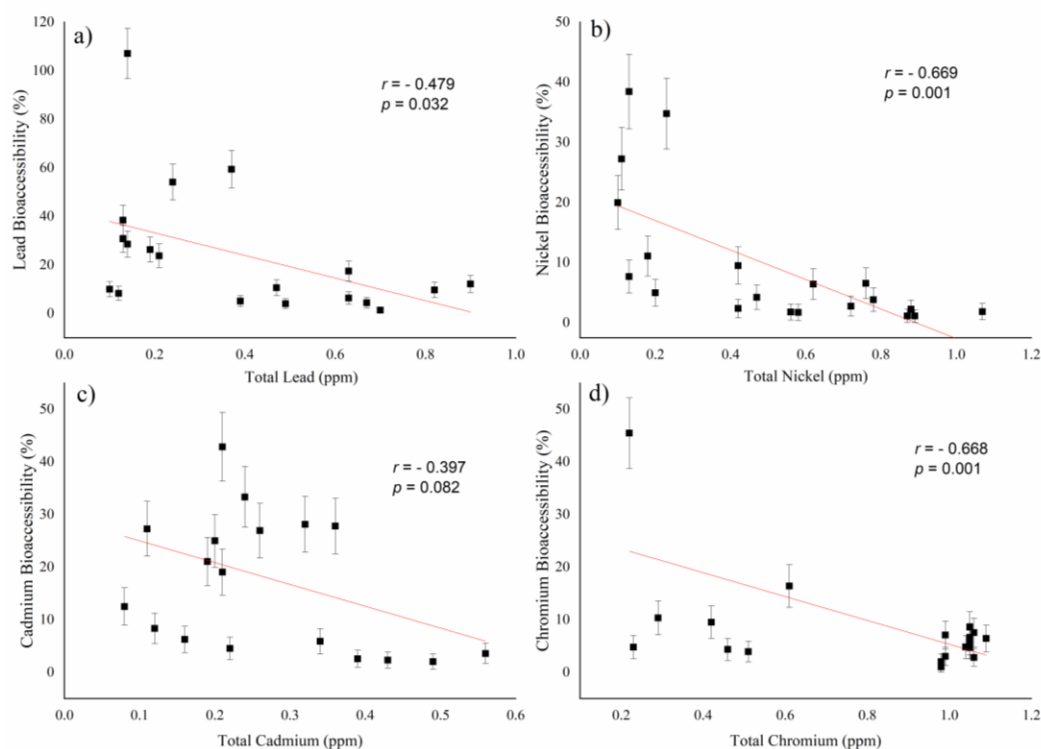 a)
r = - 0.479
p = 0.032
Lead Bioaccessibility (%)
120
100
80
60
40
20
0
0.0 0.2 0.4 0.6 0.8 1.0
Total Lead (ppm)
b)
r = - 0.669
p = 0.001
Nickel Bioaccessibility (%)
50
40
30
20
10
0
0.2 0.4 0.6 0.8 1.0 1.2
Total Nickel (ppm)
c)
r = - 0.397
p = 0.082
Cadmium Bioaccessibility (%)
50
40
30
20
10
0
0.0 0.1 0.2 0.3 0.4 0.5 0.6
Total Cadmium (ppm)
d)
r = - 0.668
p = 0.001
Chromium Bioaccessibility (%)
50
40
30
20
10
0
0.2 0.4 0.6 0.8 1.0 1.2
Total Chromium (ppm)